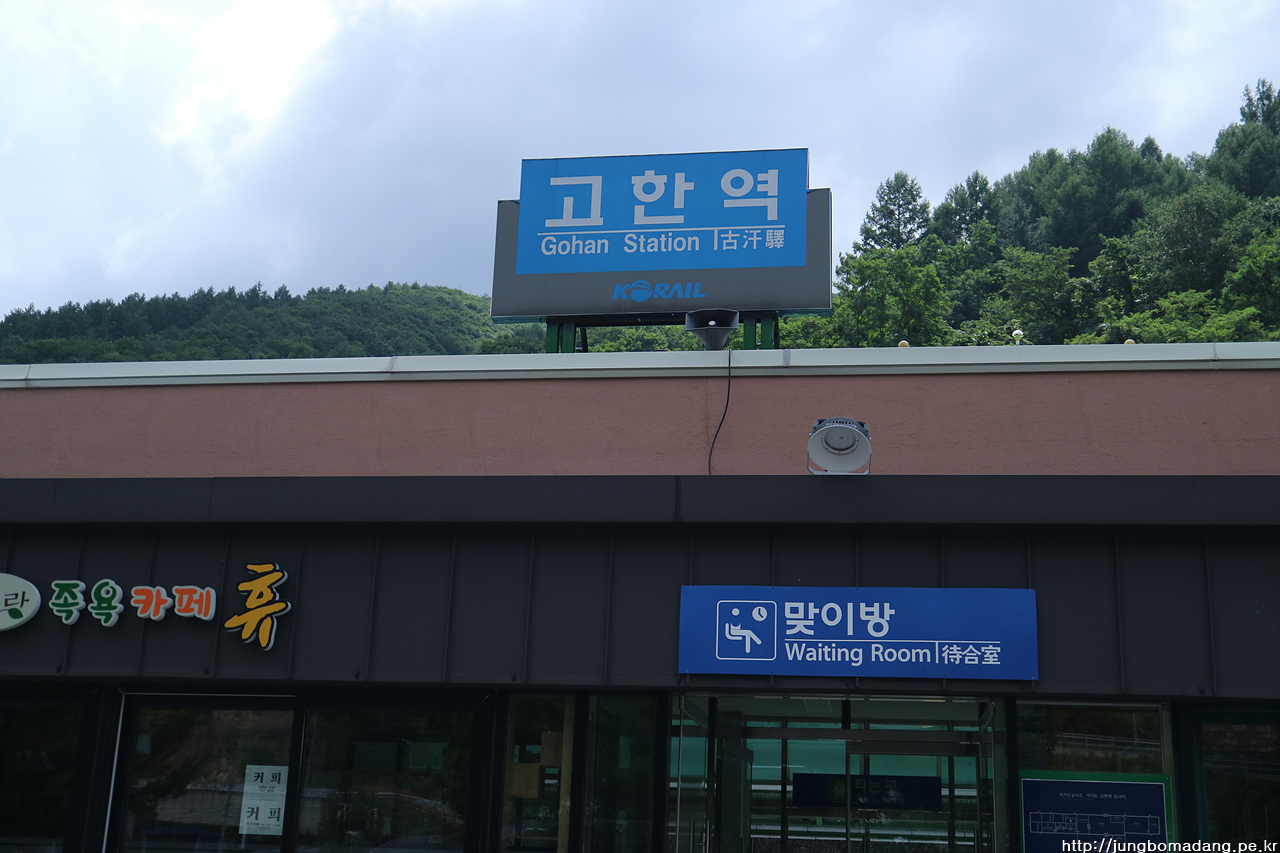 고한역
Gohan Station
古汗驛
KORAIL
란
족욕카페 휴
맞이방
Waiting Room
待合室
커피
커피
http://jungbomadang.pe.kr